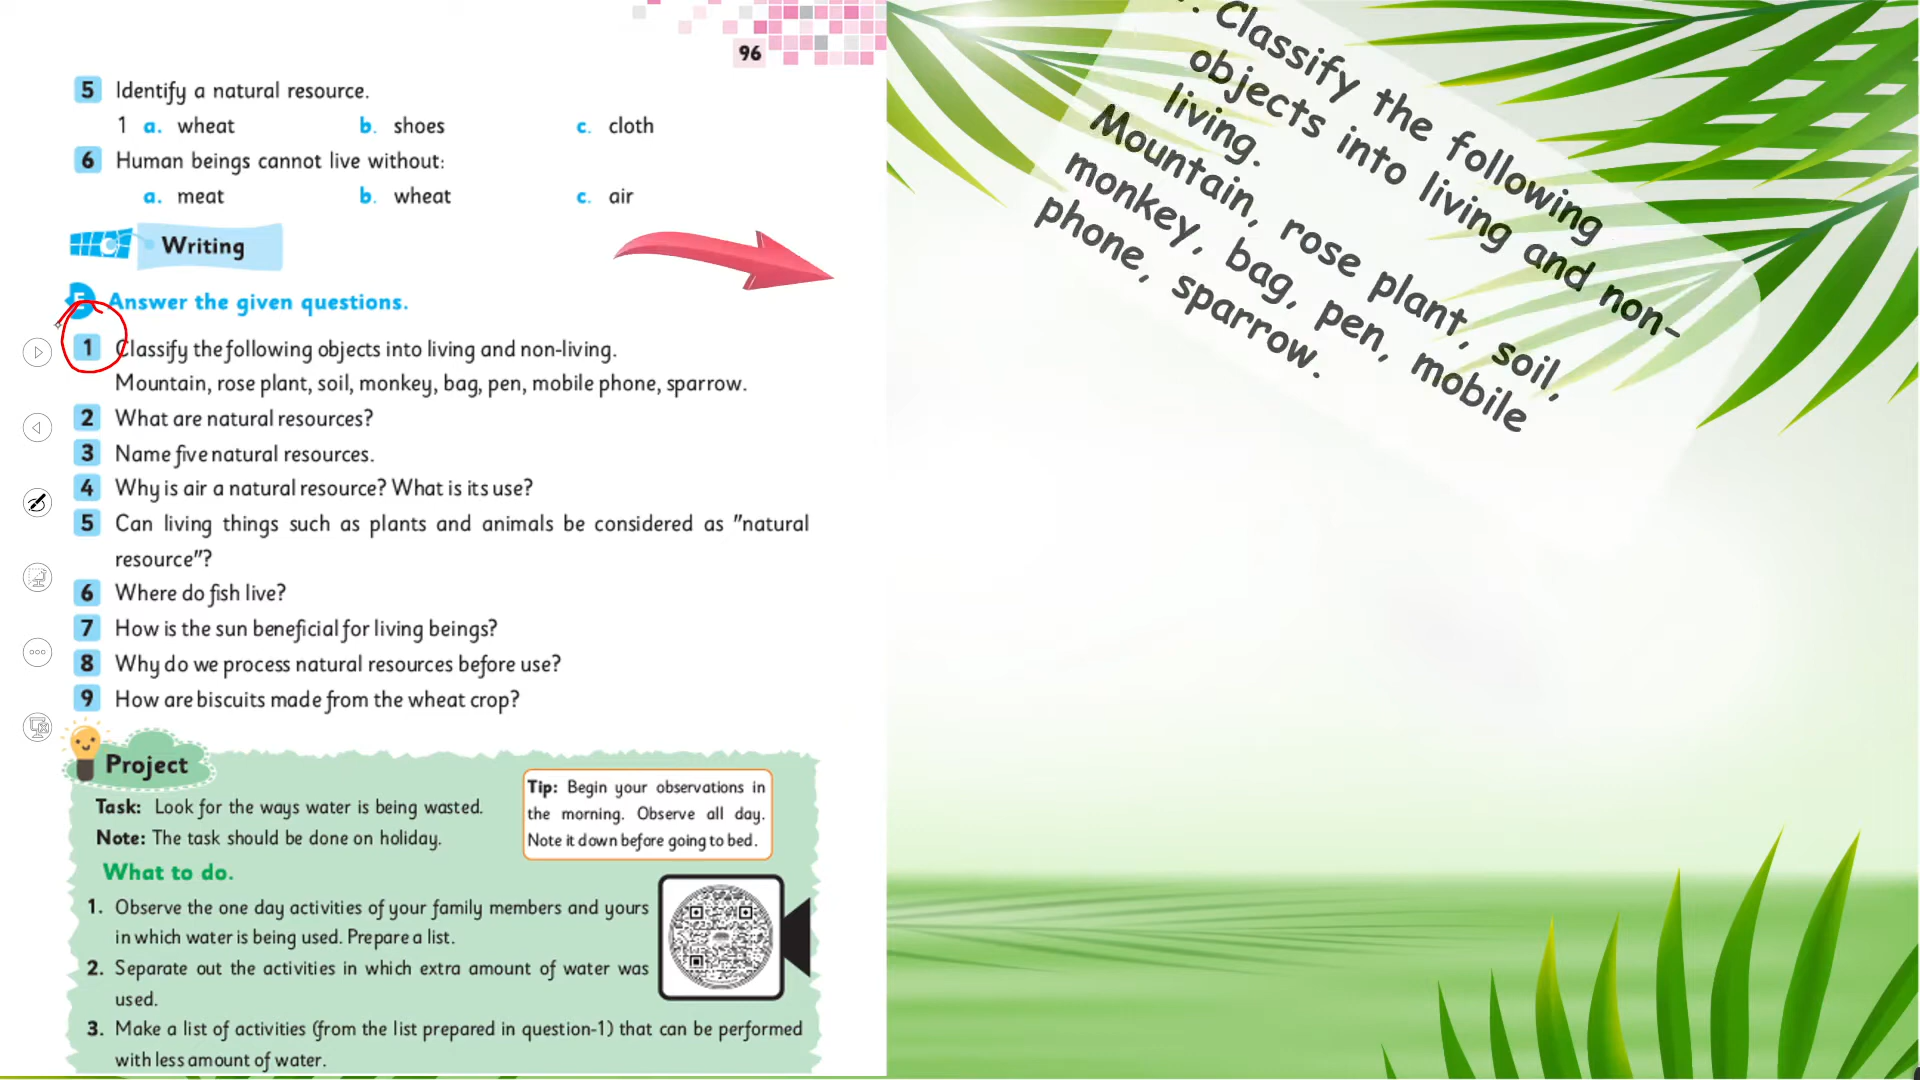 96
5 Identify a natural resource.
1 a. wheat b. shoes c. cloth
6 Human beings cannot live without:
a. meat b. wheat c. air
Writing
Answer the given questions.
1 Classify the following objects into living and non-living.
Mountain, rose plant, soil, monkey, bag, pen, mobile phone, sparrow.
2 What are natural resources?
3 Name five natural resources.
4 Why is air a natural resource? What is its use?
5 Can living things such as plants and animals be considered as "natural
resource"?
6 Where do fish live?
7 How is the sun beneficial for living beings?
8 Why do we process natural resources before use?
9 How are biscuits made from the wheat crop?
Project
Task: Look for the ways water is being wasted.
Note: The task should be done on holiday.
Tip: Begin your observations in
the morning. Observe all day.
Note it down before going to bed.
What to do.
1. Observe the one day activities of your family members and yours
in which water is being used. Prepare a list.
2. Separate out the activities in which extra amount of water was
used.
3. Make a list of activities (from the list prepared in question-1) that can be performed
with less amount of water.
. Classify the following
objects into living and non-
living.
Mountain, rose plant, soil,
monkey, bag, pen, mobile
phone, sparrow.